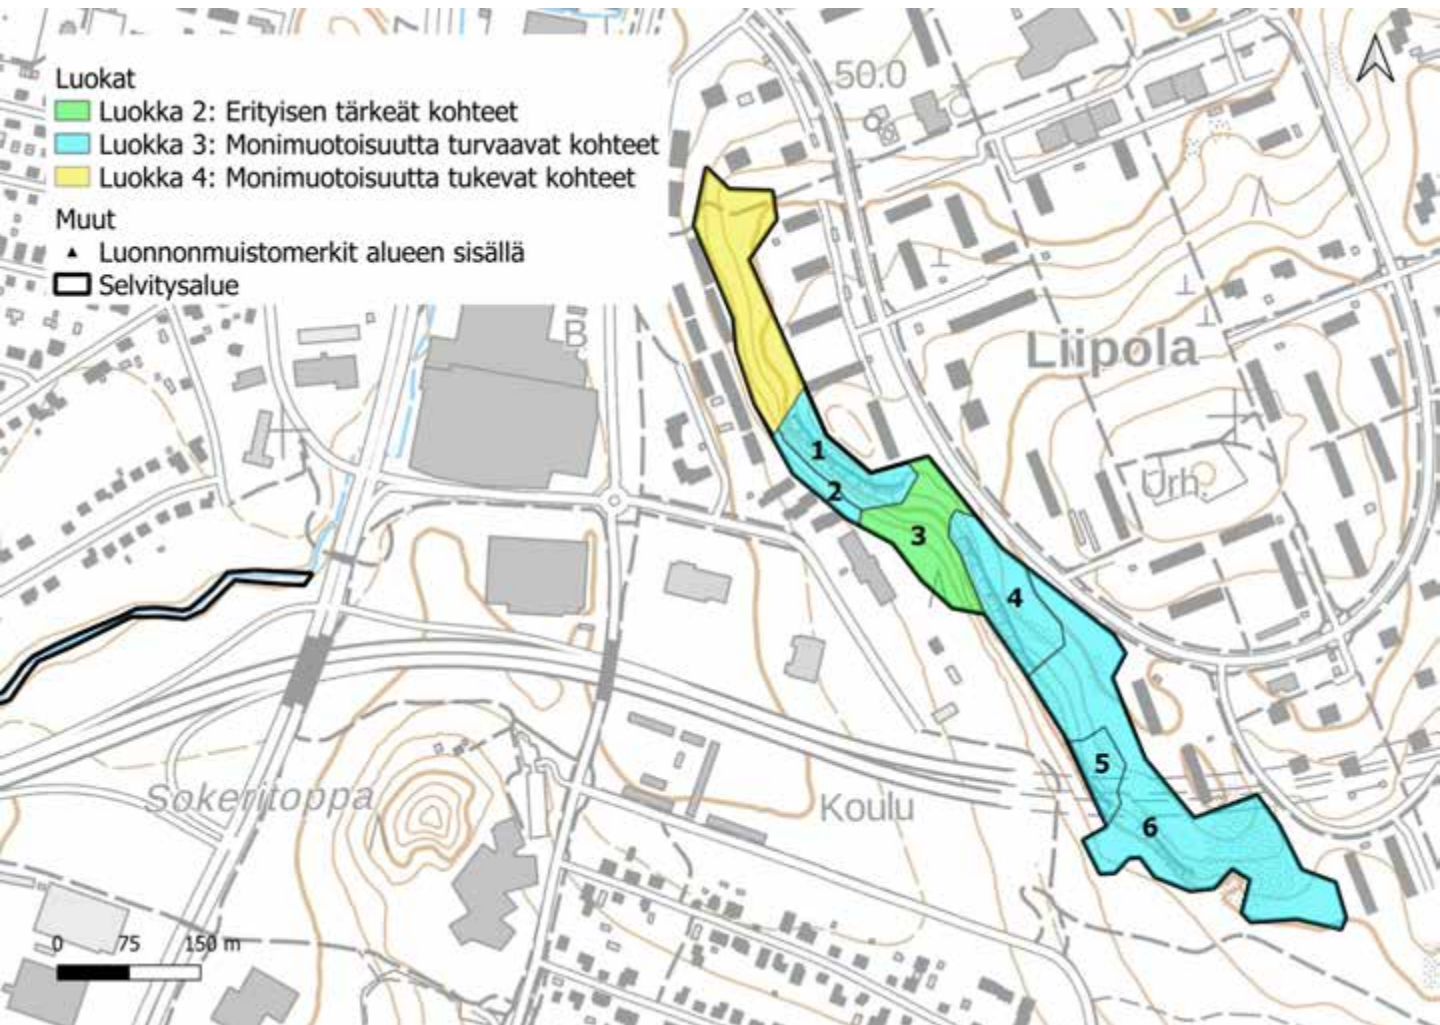 50.0
Luokat
Luokka 2: Erityisen tärkeät kohteet
Luokka 3: Monimuotoisuutta turvaavat kohteet
Luokka 4: Monimuotoisuutta tukevat kohteet
Muut
Luonnonmuistomerkit alueen sisällä
Selvitysalue
B
Liipola
1
2
Urh.
3
4
5
Sokeritoppa
Koulu
6
0 75 150 m